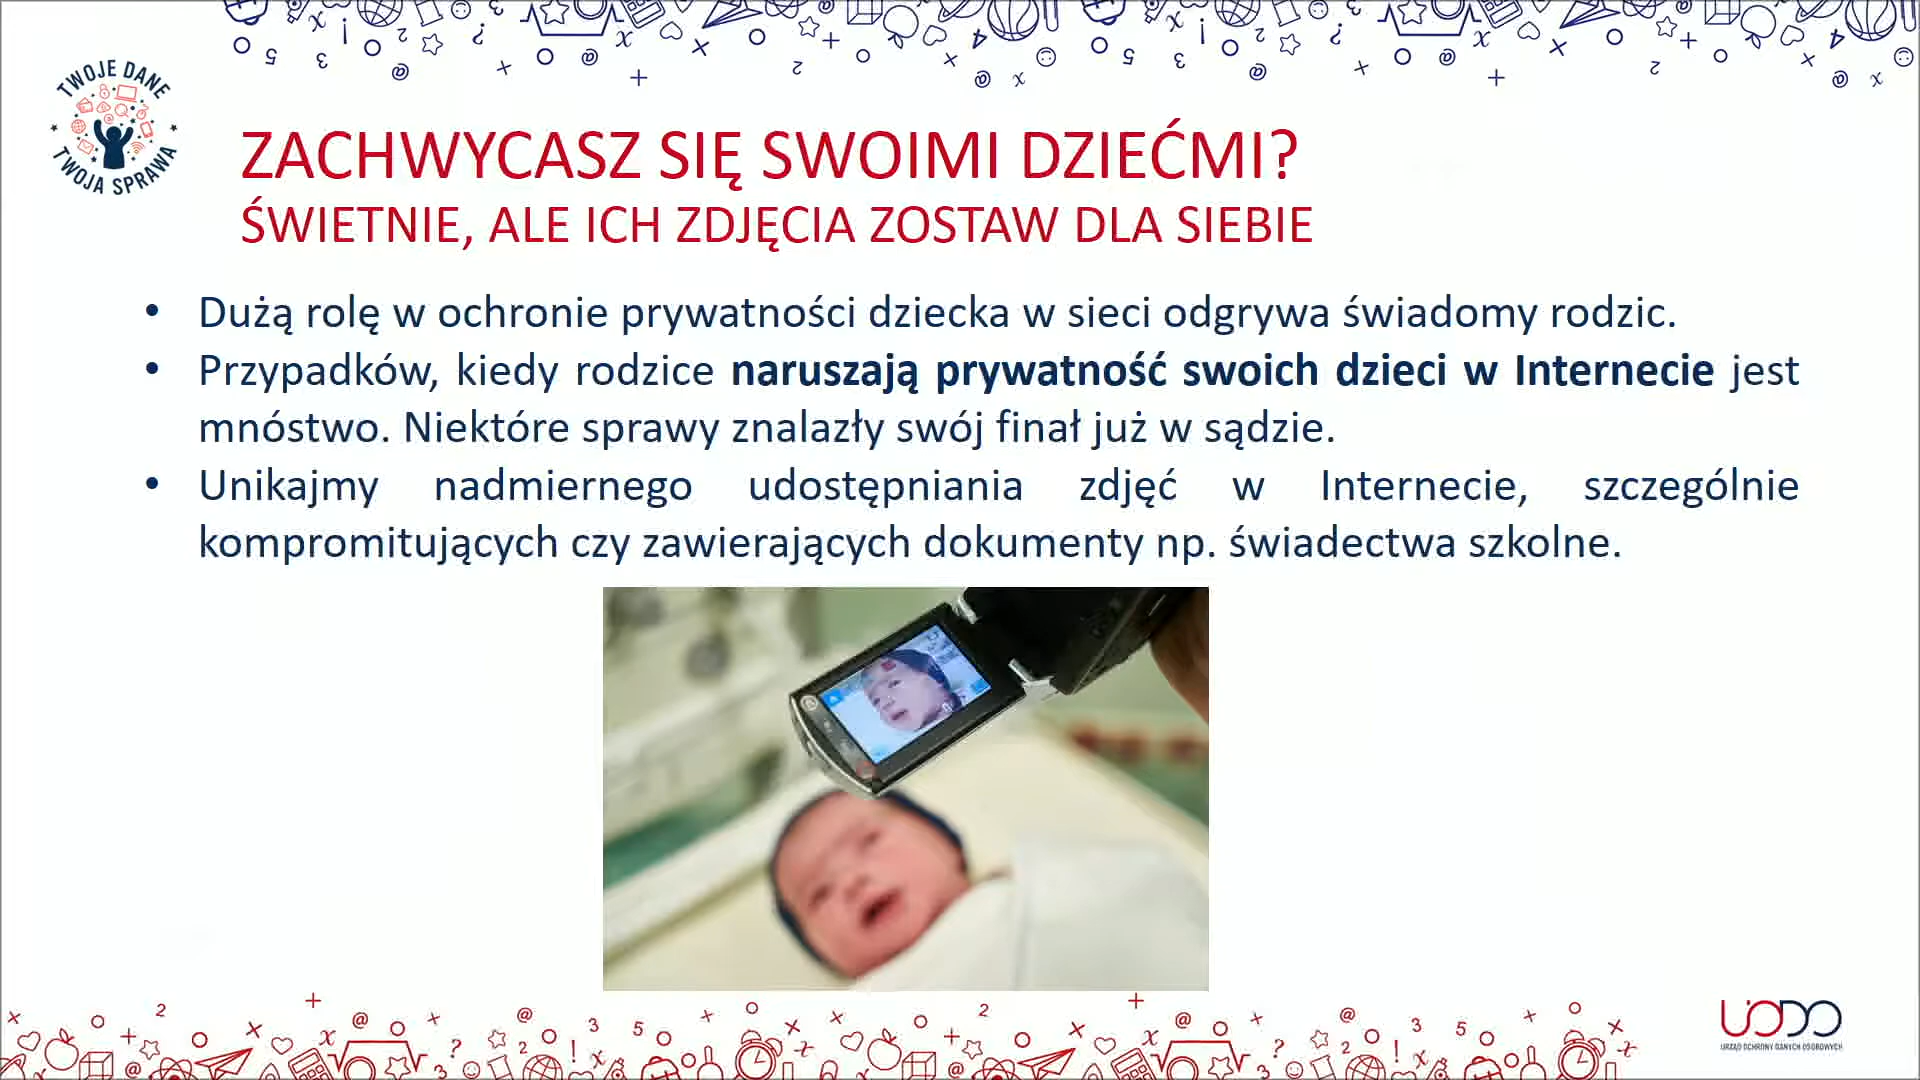 TWOJE DANE
TWOJA SPRAWA
ZACHWYCASZ SIĘ SWOIMI DZIEĆMI?
ŚWIETNIE, ALE ICH ZDJĘCIA ZOSTAW DLA SIEBIE
• Dużą rolę w ochronie prywatności dziecka w sieci odgrywa świadomy rodzic.
• Przypadków, kiedy rodzice naruszają prywatność swoich dzieci w Internecie jest
mnóstwo. Niektóre sprawy znalazły swój finał już w sądzie.
• Unikajmy nadmiernego udostępniania zdjęć w Internecie, szczególnie
kompromitujących czy zawierających dokumenty np. świadectwa szkolne.
UODO
URZĄD OCHRONY DANYCH OSOBOWYCH